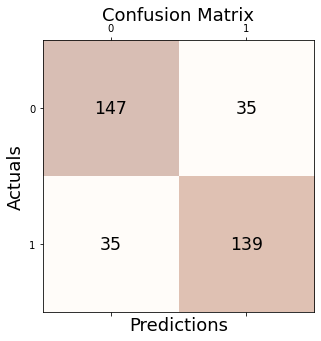 Confusion Matrix
0 1
0 147 35
Actuals
1 35 139
Predictions